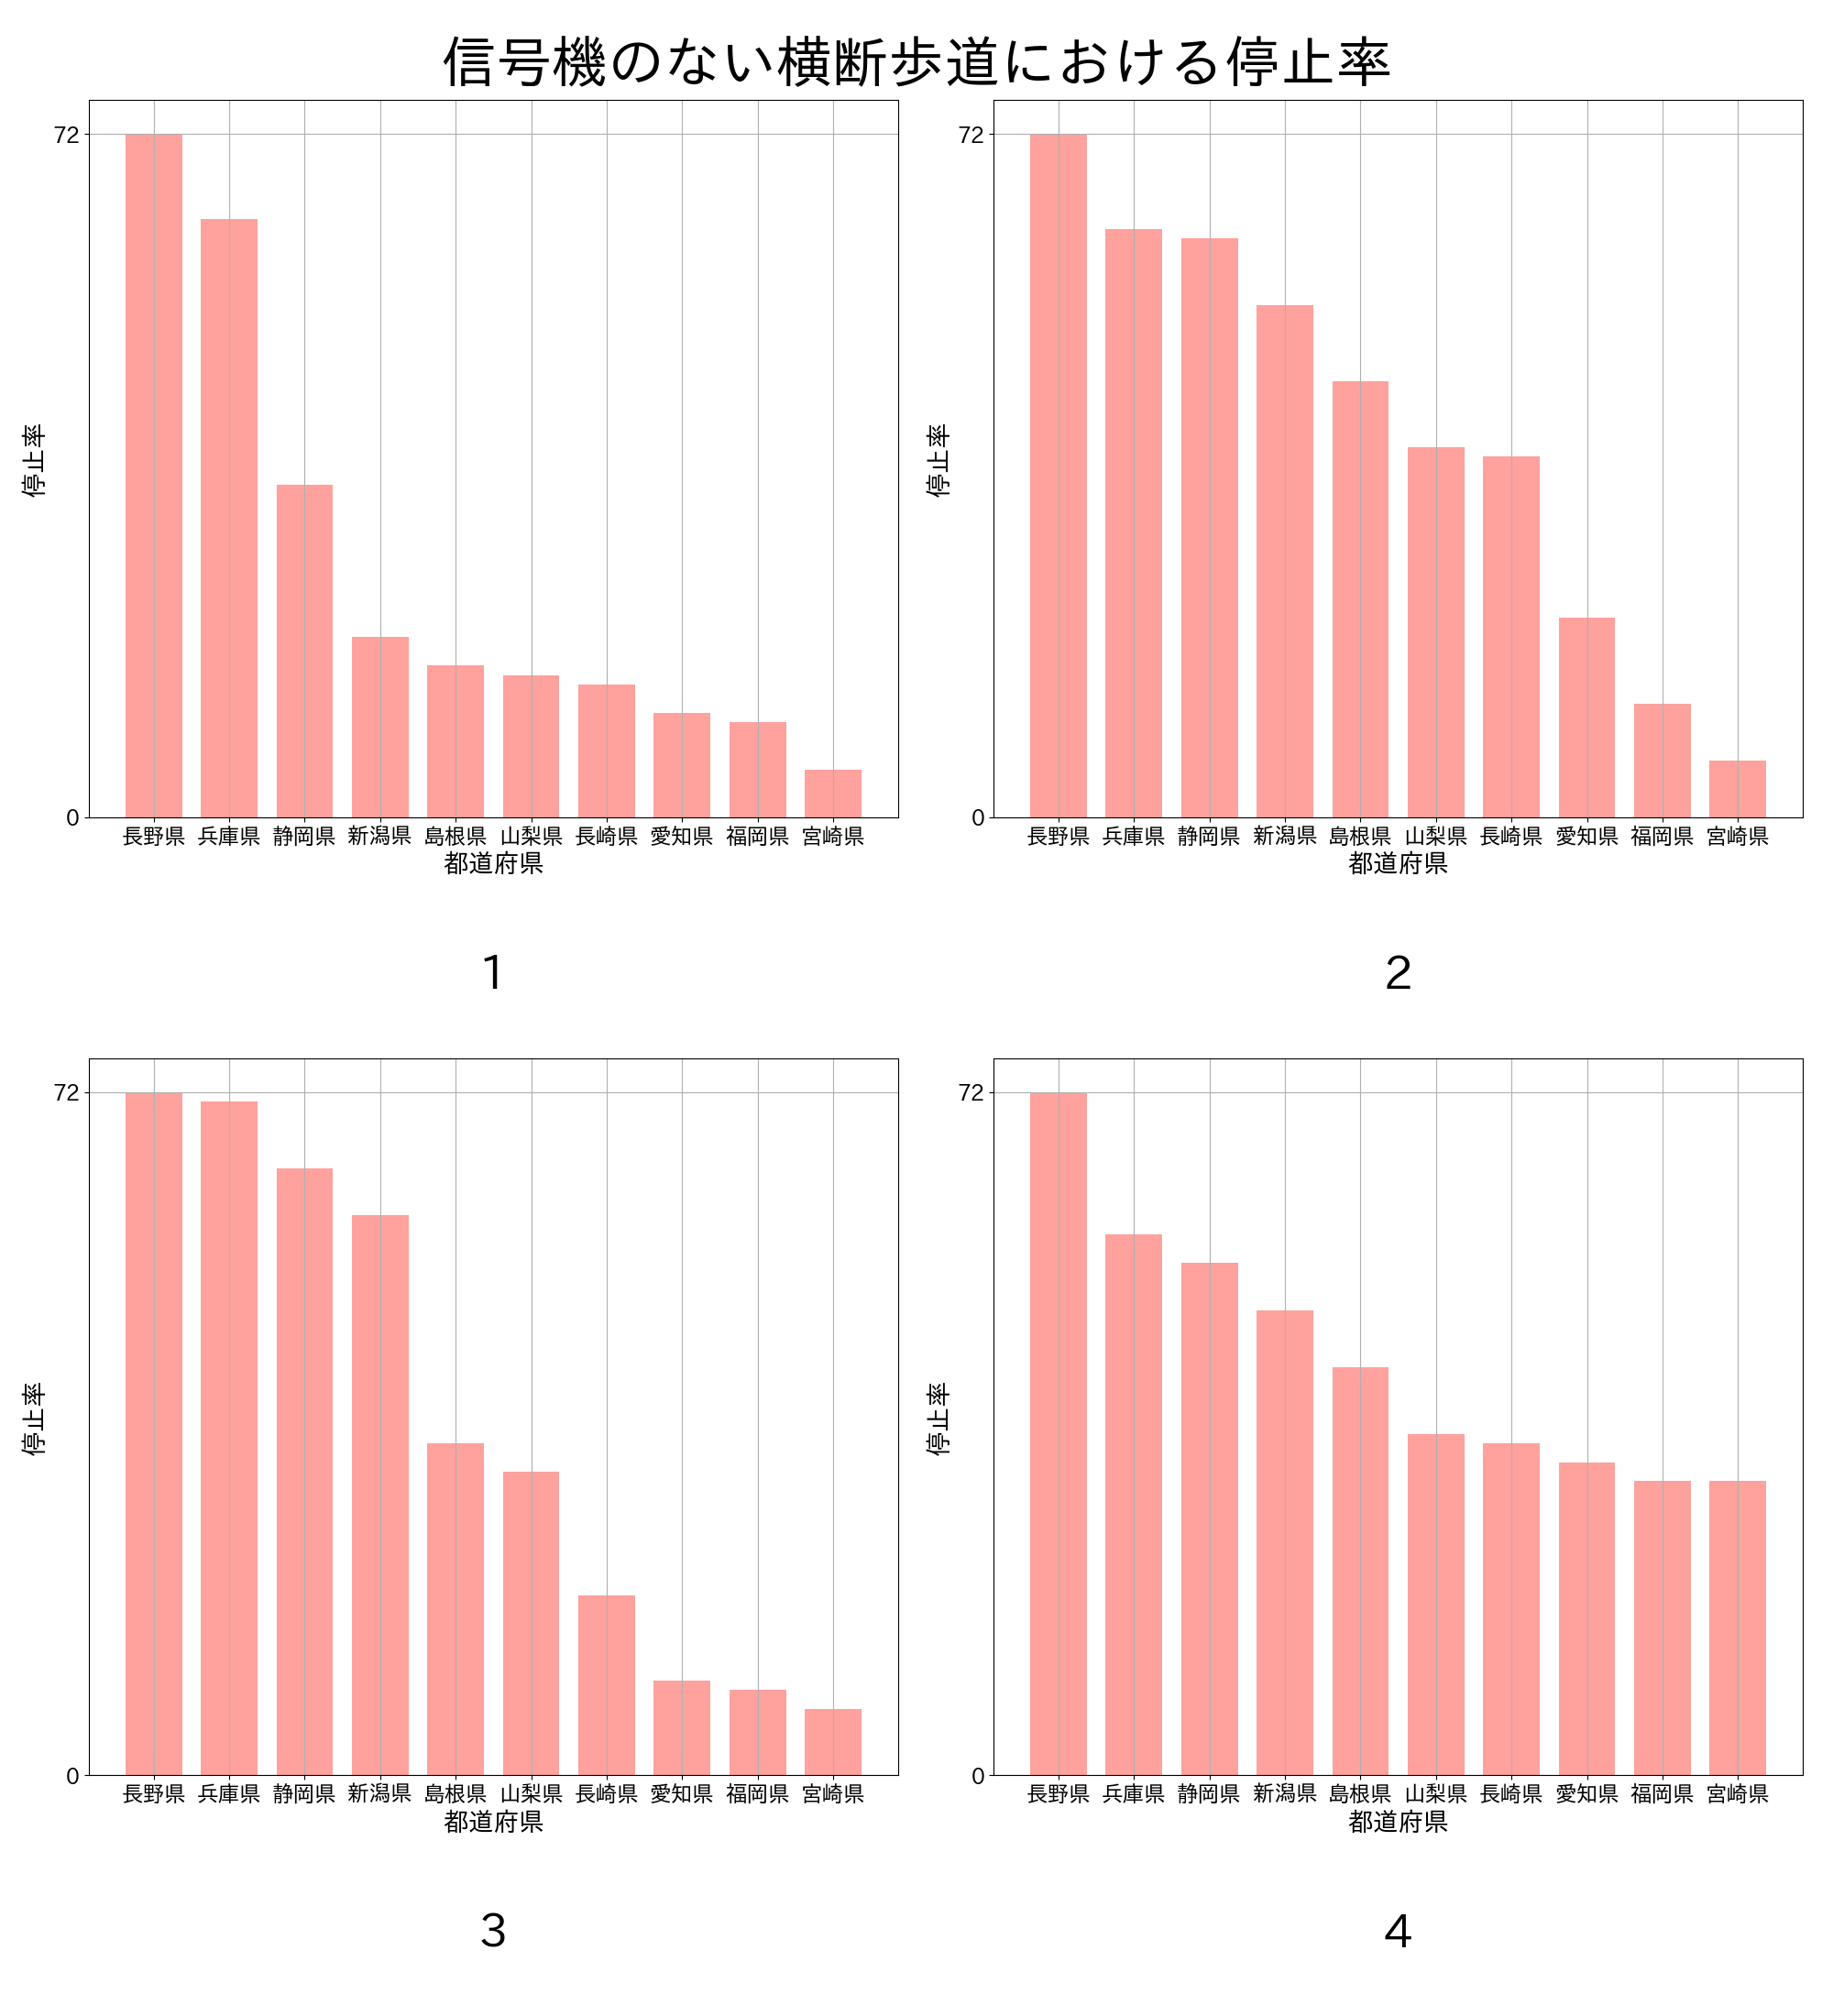 信号機のない横断歩道における停止率
72
停止率
0
長野県 兵庫県 静岡県 新潟県 島根県 山梨県 長崎県 愛知県 福岡県 宮崎県
都道府県
1
72
停止率
0
長野県 兵庫県 静岡県 新潟県 島根県 山梨県 長崎県 愛知県 福岡県 宮崎県
都道府県
2
72
停止率
0
長野県 兵庫県 静岡県 新潟県 島根県 山梨県 長崎県 愛知県 福岡県 宮崎県
都道府県
3
72
停止率
0
長野県 兵庫県 静岡県 新潟県 島根県 山梨県 長崎県 愛知県 福岡県 宮崎県
都道府県
4